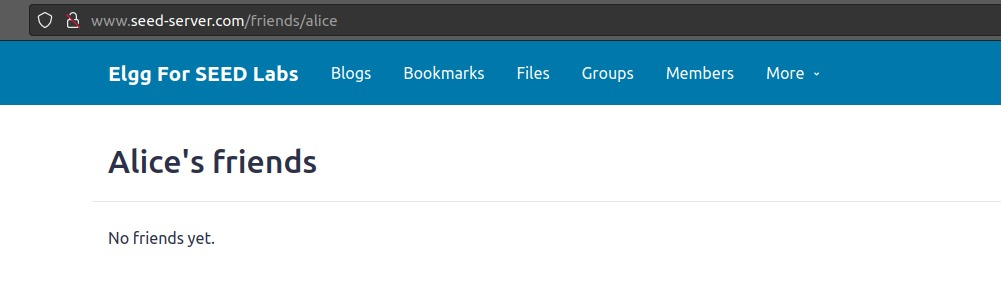 www.seed-server.com/friends/alice
Elgg For SEED Labs Blogs Bookmarks Files Groups Members More
Alice's friends
No friends yet.